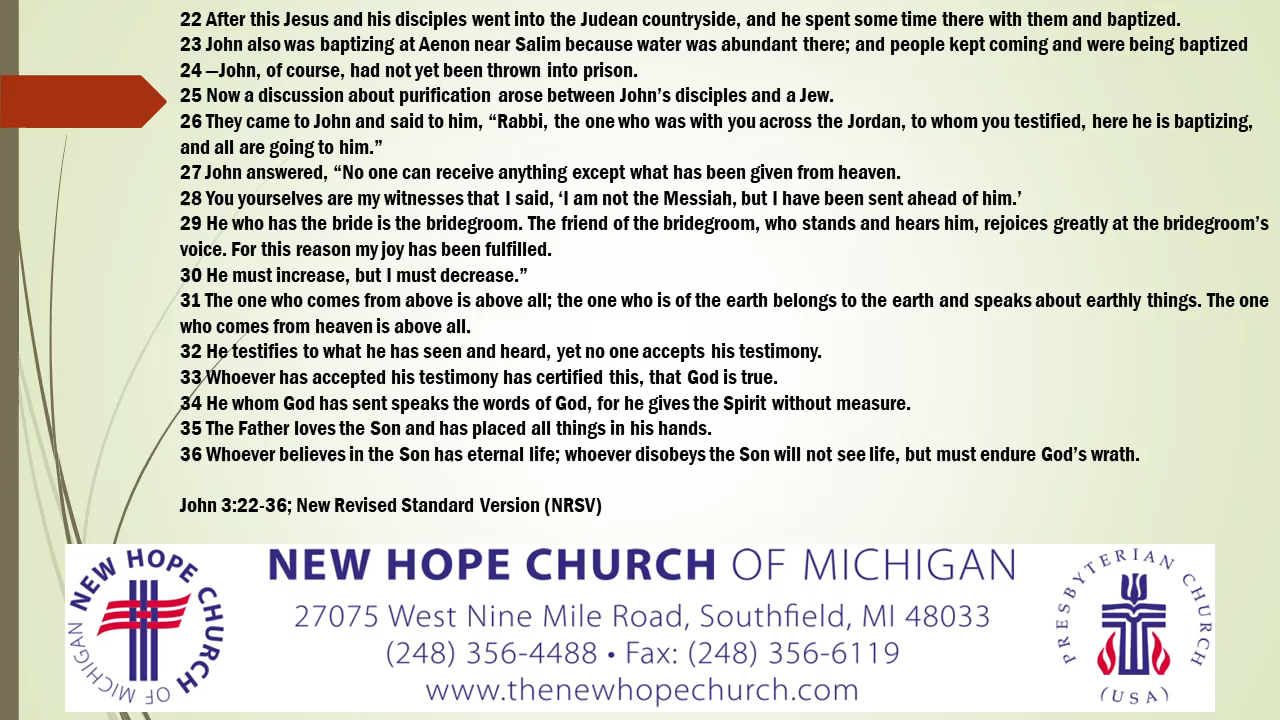 22 After this Jesus and his disciples went into the Judean countryside, and he spent some time there with them and baptized.
23 John also was baptizing at Aenon near Salim because water was abundant there; and people kept coming and were being baptized
24 —John, of course, had not yet been thrown into prison.
25 Now a discussion about purification arose between John’s disciples and a Jew.
26 They came to John and said to him, “Rabbi, the one who was with you across the Jordan, to whom you testified, here he is baptizing,
and all are going to him.”
27 John answered, “No one can receive anything except what has been given from heaven.
28 You yourselves are my witnesses that I said, ‘I am not the Messiah, but I have been sent ahead of him.’
29 He who has the bride is the bridegroom. The friend of the bridegroom, who stands and hears him, rejoices greatly at the bridegroom’s
voice. For this reason my joy has been fulfilled.
30 He must increase, but I must decrease.”
31 The one who comes from above is above all; the one who is of the earth belongs to the earth and speaks about earthly things. The one
who comes from heaven is above all.
32 He testifies to what he has seen and heard, yet no one accepts his testimony.
33 Whoever has accepted his testimony has certified this, that God is true.
34 He whom God has sent speaks the words of God, for he gives the Spirit without measure.
35 The Father loves the Son and has placed all things in his hands.
36 Whoever believes in the Son has eternal life; whoever disobeys the Son will not see life, but must endure God’s wrath.
John 3:22-36; New Revised Standard Version (NRSV)
NEW HOPE CHURCH OF MICHIGAN
NEW HOPE CHURCH OF MICHIGAN
27075 West Nine Mile Road, Southfield, MI 48033
(248) 356-4488 • Fax: (248) 356-6119
www.thenewhopechurch.com
PRESBYTERIAN CHURCH
(USA)